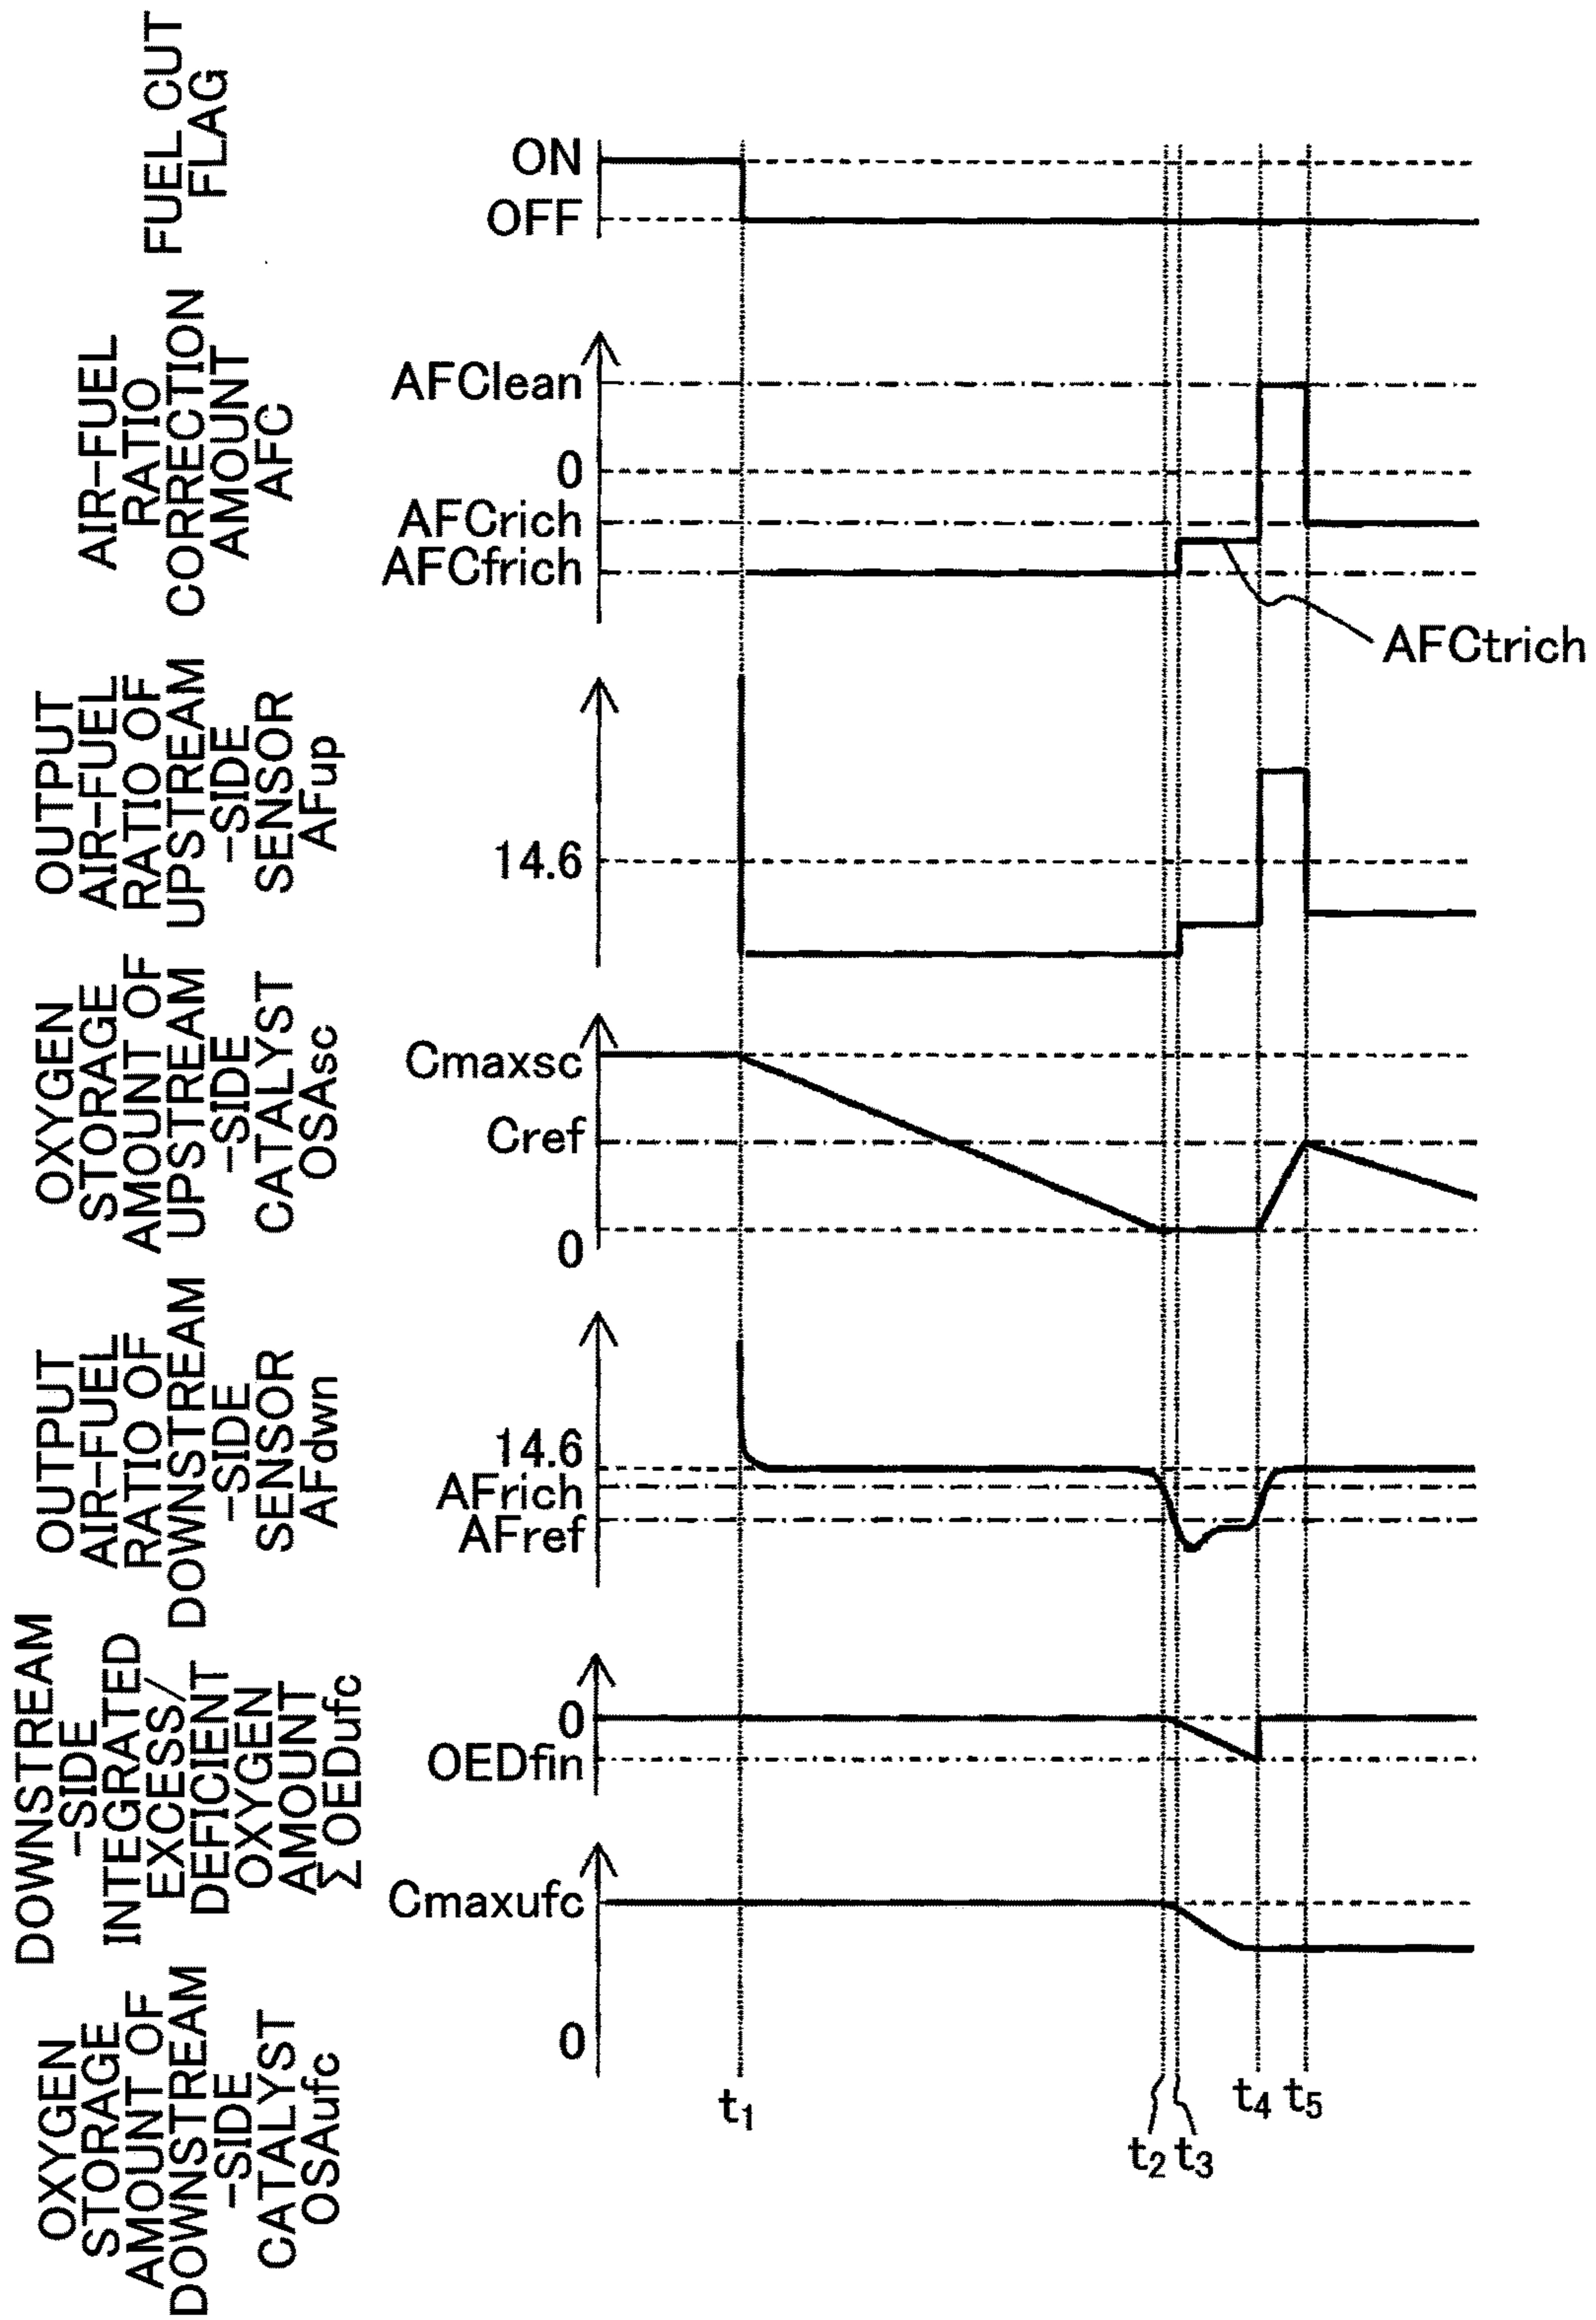 FUEL CUT
FLAG
ON
OFF
AIR-FUEL
RATIO
CORRECTION
AMOUNT
AFC
AFClean
0
AFCrich
AFCfrich
AFCtrich
OUTPUT
AIR-FUEL
RATIO OF
UPSTREAM
-SIDE
SENSOR
AFup
14.6
OXYGEN
STORAGE
AMOUNT OF
UPSTREAM
-SIDE
CATALYST
OSAsc
Cmaxsc
Cref
0
OUTPUT
AIR-FUEL
RATIO OF
DOWNSTREAM
-SIDE
SENSOR
AFdwn
14.6
AFrich
AFref
DOWNSTREAM
-SIDE
INTEGRATED
EXCESS/
DEFICIENT
OXYGEN
AMOUNT
Σ OEDufc
0
OEDfin
OXYGEN
STORAGE
AMOUNT OF
DOWNSTREAM
-SIDE
CATALYST
OSAufc
Cmaxufc
0
t1
t2 t3
t4 t5